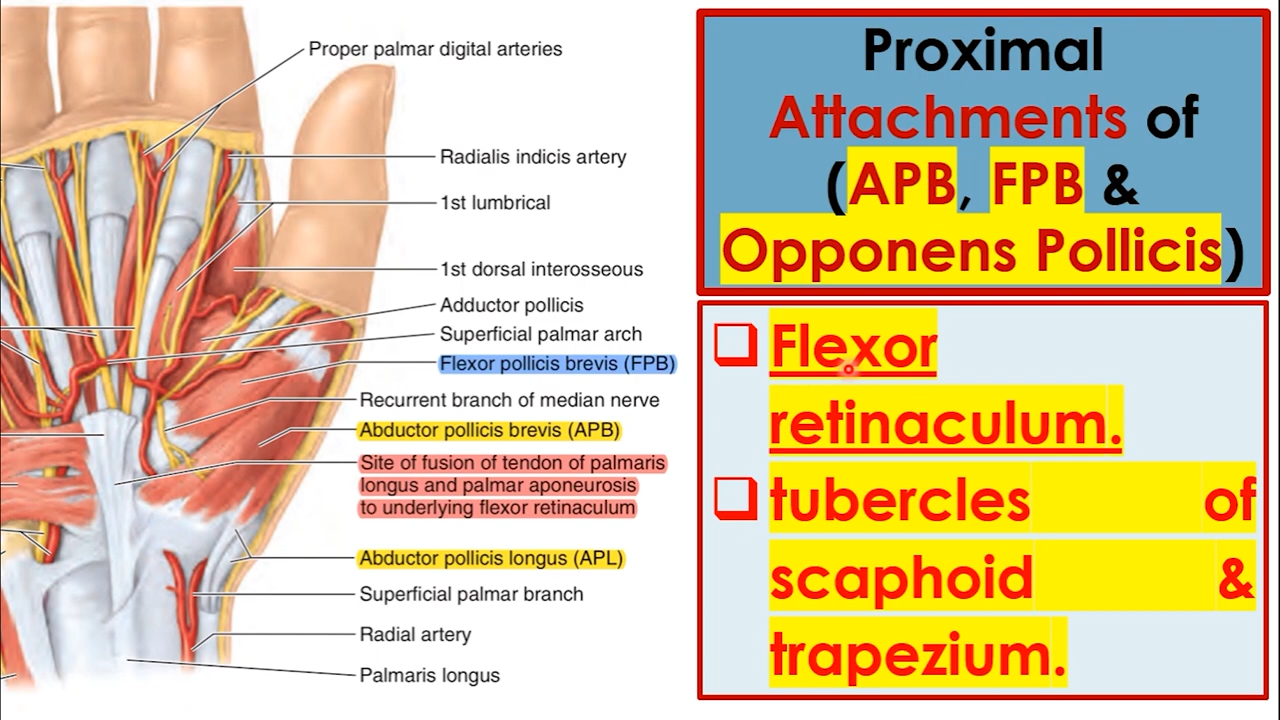 Proper palmar digital arteries
Radialis indicis artery
1st lumbrical
1st dorsal interosseous
Adductor pollicis
Superficial palmar arch
Flexor pollicis brevis (FPB)
Recurrent branch of median nerve
Abductor pollicis brevis (APB)
Site of fusion of tendon of palmaris
longus and palmar aponeurosis
to underlying flexor retinaculum
Abductor pollicis longus (APL)
Superficial palmar branch
Radial artery
Palmaris longus
Proximal
Attachments of
(APB, FPB &
Opponens Pollicis)
Flexor
retinaculum.
tubercles of
scaphoid &
trapezium.